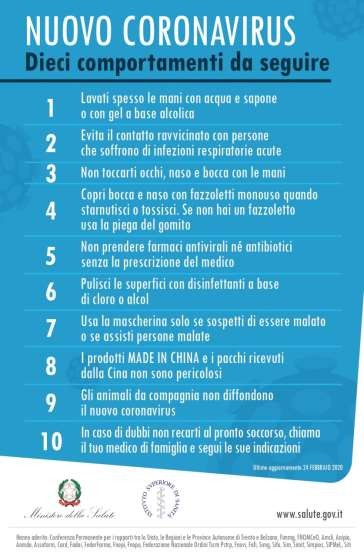 NUOVO CORONAVIRUS
Dieci comportamenti da seguire
1 Lavati spesso le mani con acqua e sapone
o con gel a base alcolica
2 Evita il contatto ravvicinato con persone
che soffrono di infezioni respiratorie acute
3 Non toccarti occhi, naso e bocca con le mani
4 Copri bocca e naso con fazzoletti monouso quando
starnutisci o tossisci. Se non hai un fazzoletto
usa la piega del gomito
5 Non prendere farmaci antivirali né antibiotici
senza la prescrizione del medico
6 Pulisci le superfici con disinfettanti a base
di cloro o alcol
7 Usa la mascherina solo se sospetti di essere malato
o se assisti persone malate
8 I prodotti MADE IN CHINA e i pacchi ricevuti
dalla Cina non sono pericolosi
9 Gli animali da compagnia non diffondono
il nuovo coronavirus
10 In caso di dubbi non recarti al pronto soccorso, chiama
il tuo medico di famiglia e segui le sue indicazioni
Ultimo aggiornamento 24 FEBBRAIO 2020
Ministero della Salute
ISTITUTO SUPERIORE DI SANITÀ
www.salute.gov.it
Hanno aderito: Conferenza Permanente per i rapporti tra lo Stato, le Regioni e le Province Autonome di Trento e Bolzano, Fimmg, FNOMCeO, Amcli, Anipio,